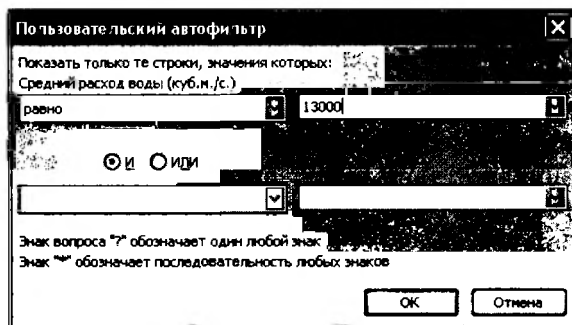 Пользовательский автофильтр
Показать только те строки, значения которых:
Средний расход воды (куб.м./с.)
равно 13000
И ИЛИ
Знак вопроса "?" обозначает один любой знак
Знак "*" обозначает последовательность любых знаков
ОК Отмена